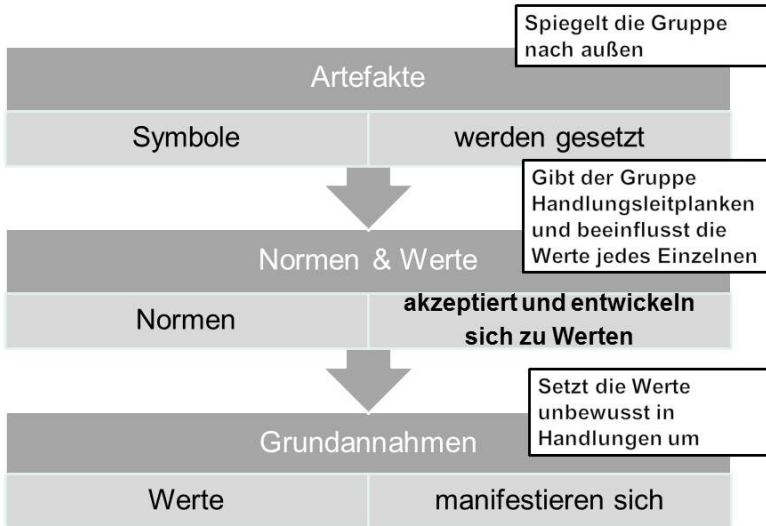 Spiegelt die Gruppe
nach außen
Artefakte
Symbole
werden gesetzt
Gibt der Gruppe
Handlungsleitplanken
und beeinflusst die
Werte jedes Einzelnen
Normen & Werte
Normen
akzeptiert und entwickeln
sich zu Werten
Setzt die Werte
unbewusst in
Handlungen um
Grundannahmen
Werte
manifestieren sich